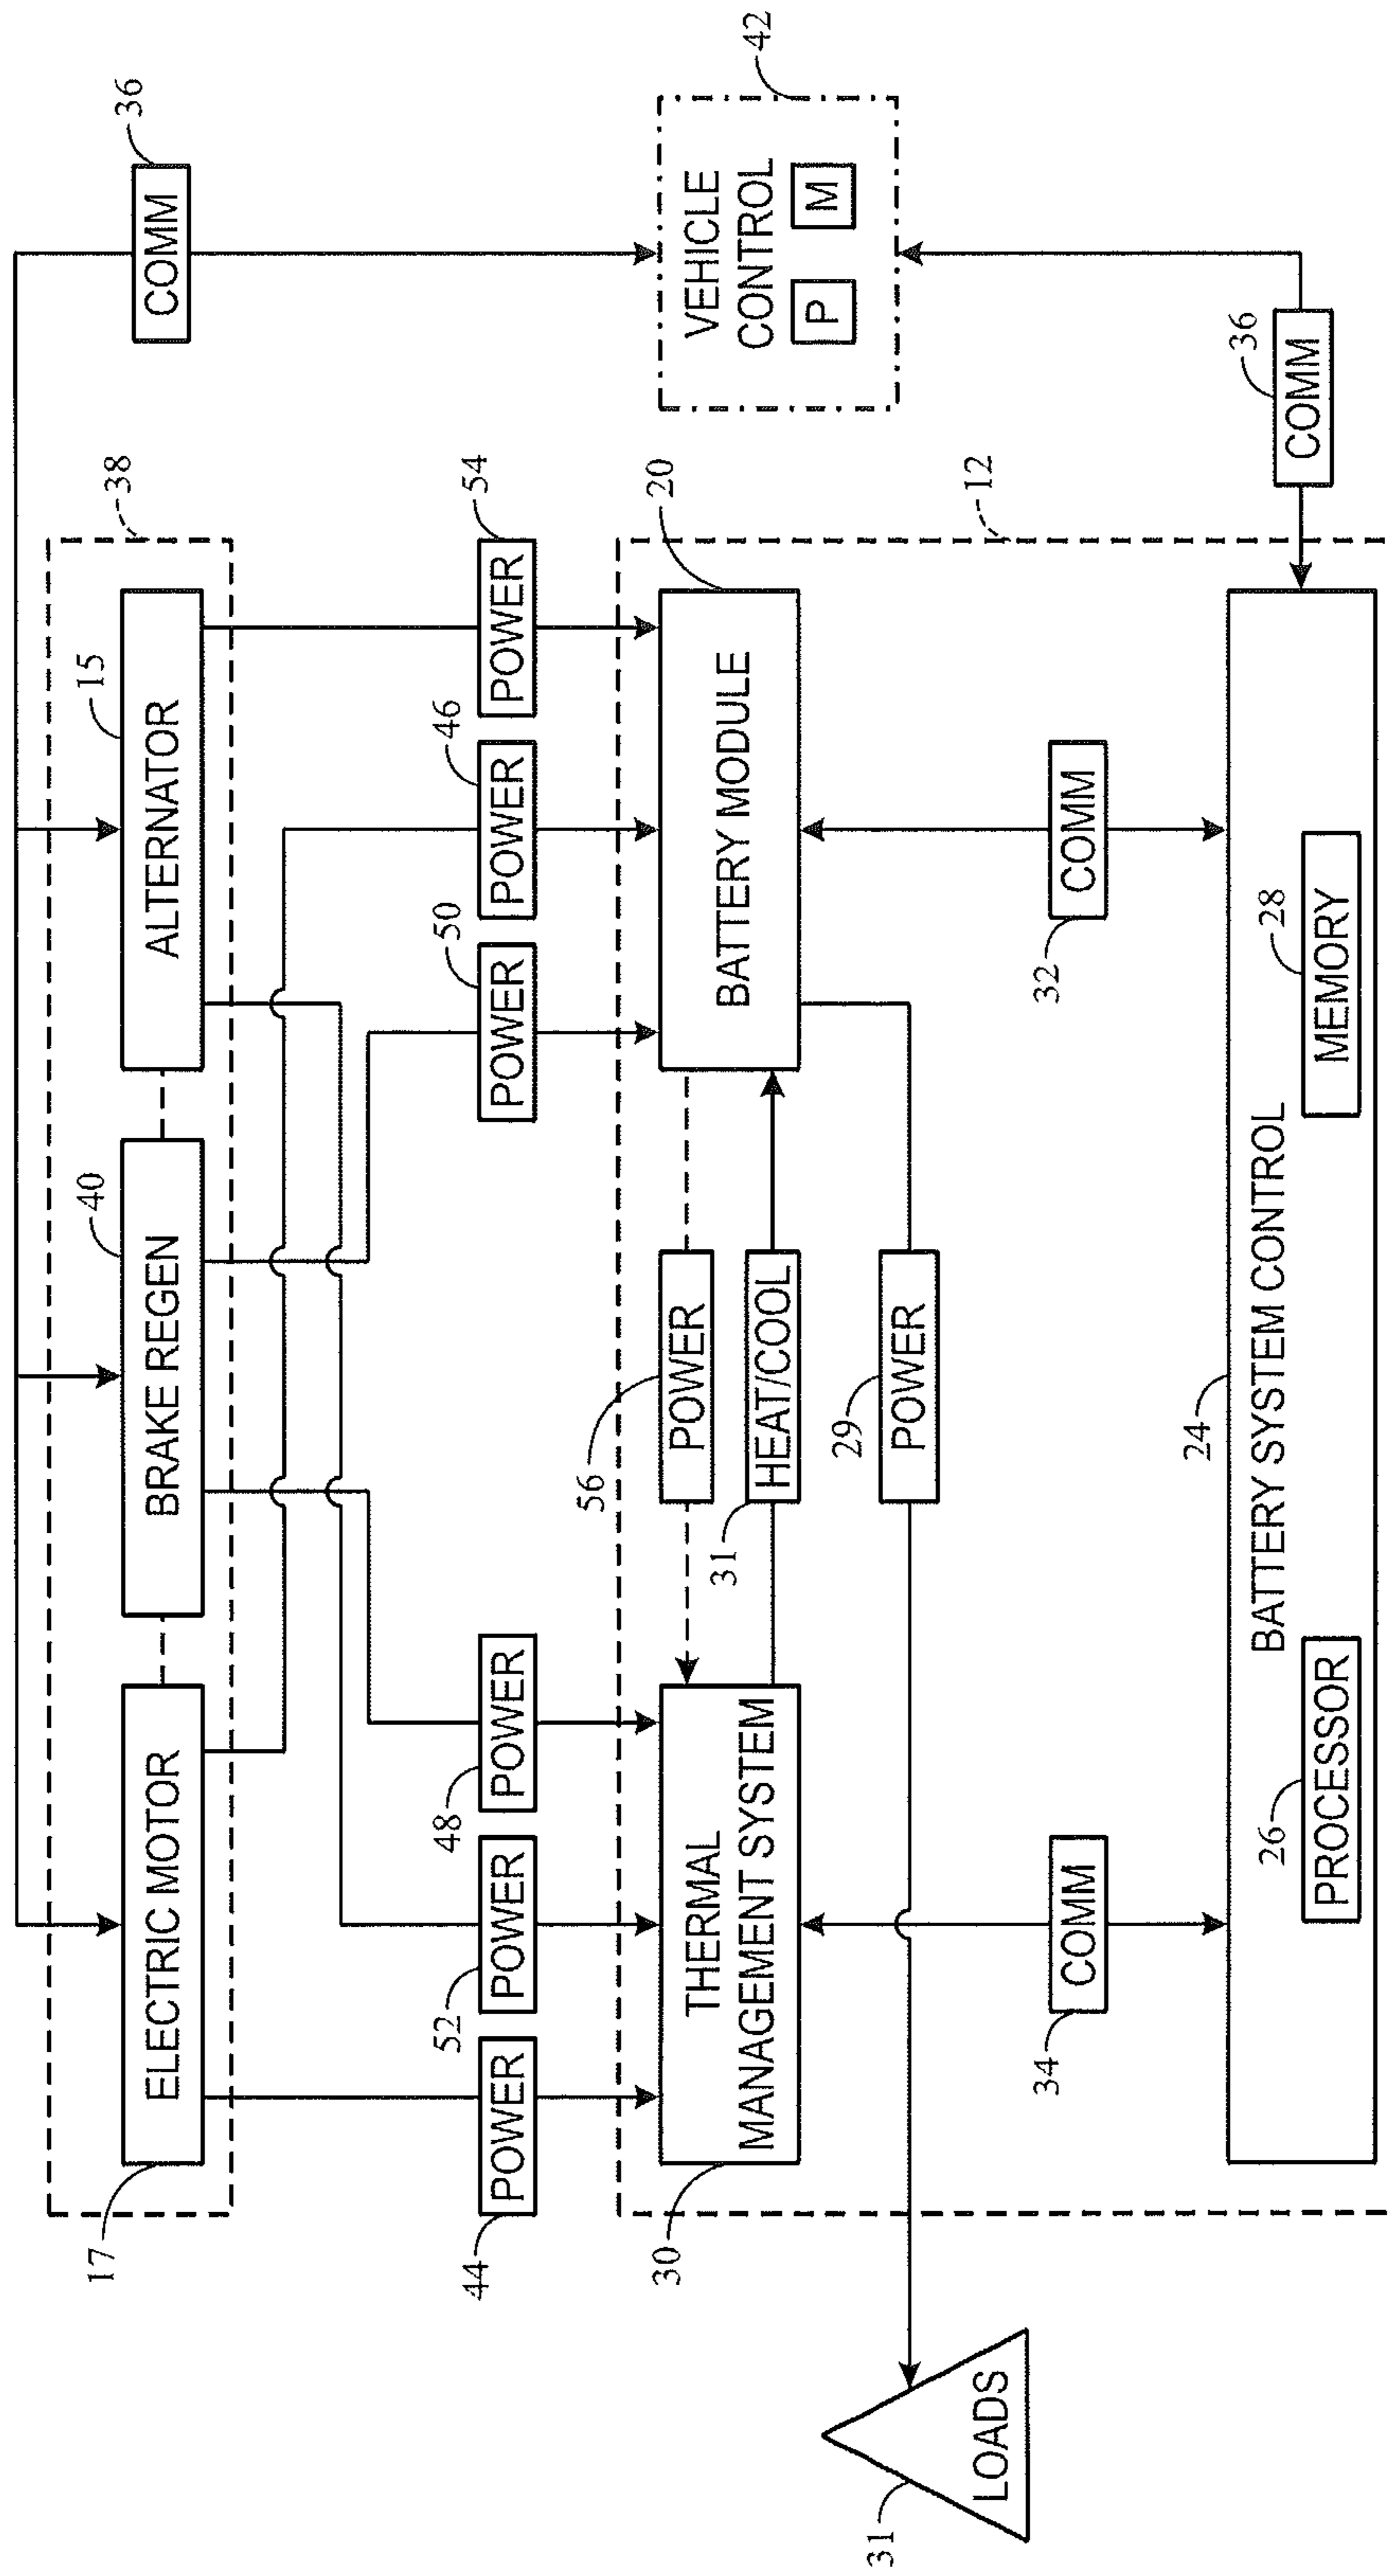 17
ELECTRIC MOTOR
40
BRAKE REGEN
15
ALTERNATOR
38
36
COMM
44
POWER
52
POWER
48
POWER
50
POWER
46
POWER
54
POWER
30
THERMAL
MANAGEMENT SYSTEM
56
POWER
31
HEAT/COOL
20
BATTERY MODULE
42
VEHICLE
CONTROL
P
M
31
LOADS
29
POWER
12
34
COMM
32
COMM
24
BATTERY SYSTEM CONTROL
26
PROCESSOR
28
MEMORY
36
COMM